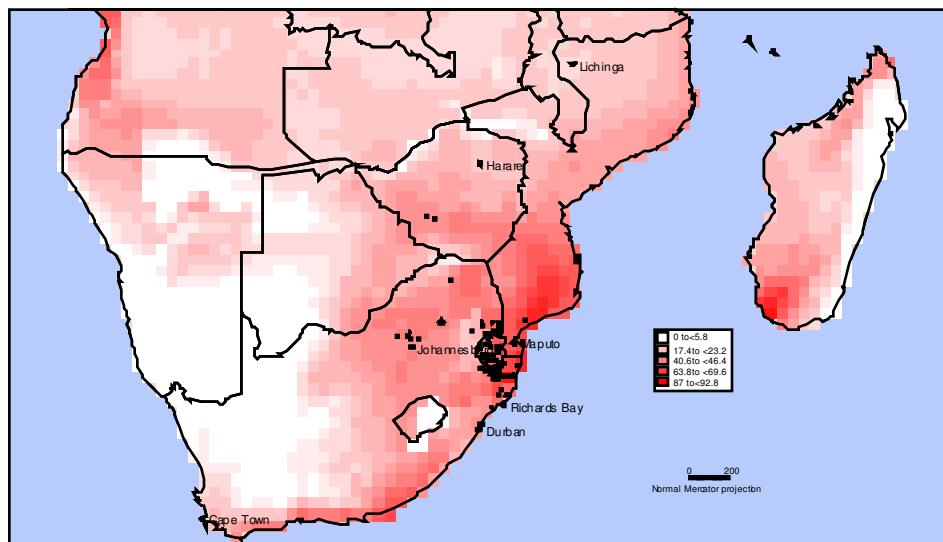 Lichinga
Harare
0 to<5.8
17.4to <23.2
40.6to <46.4
63.8to <69.6
87 to<92.8
Maputo
Richards Bay
Durban
0 200
Normal Mercator projection
Cape Town